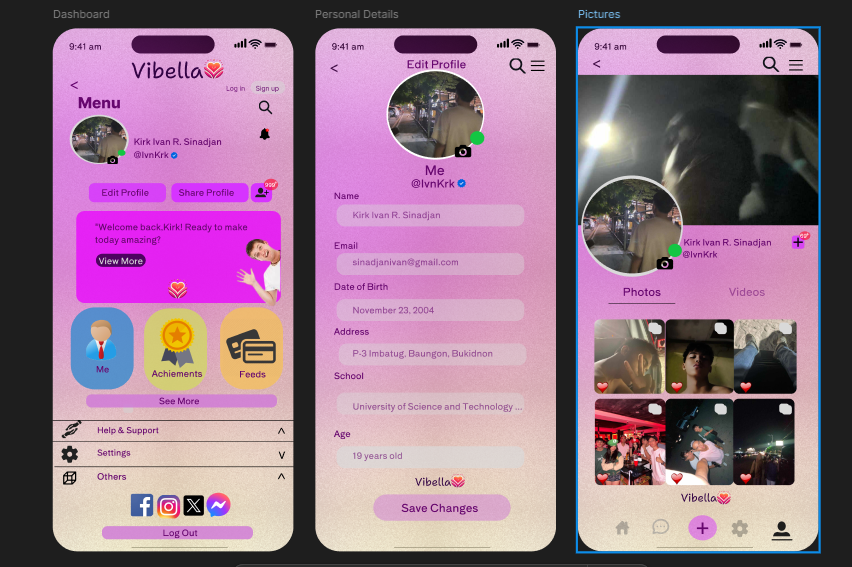 Dashboard
9:41 am
Vibella
<
Log in
Sign up
Menu
Kirk Ivan R. Sinadjan
@IvnKrk
Edit Profile
Share Profile
999+
"Welcome back,Kirk! Ready to make
today amazing?
View More
Me
Achiements
Feeds
See More
Help & Support
Settings
Others
Log Out
Personal Details
9:41 am
<
Edit Profile
Me
@IvnKrk
Name
Kirk Ivan R. Sinadjan
Email
sinadjanivan@gmail.com
Date of Birth
November 23, 2004
Address
P-3 Imbatug, Baungon, Bukidnon
School
University of Science and Technology ...
Age
19 years old
Vibella
Save Changes
Pictures
9:41 am
<
Kirk Ivan R. Sinadjan
@IvnKrk
Photos
Videos
Vibella